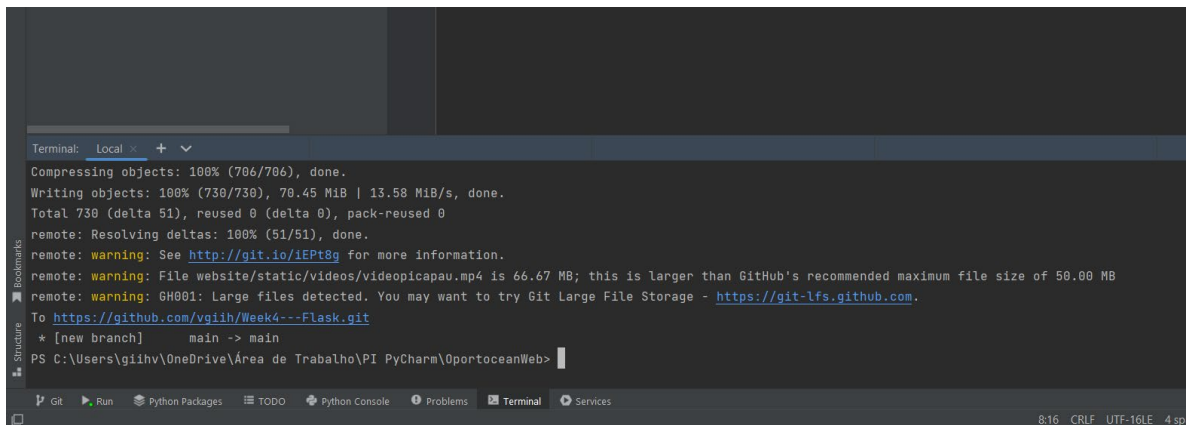 Terminal: Local × +
Compressing objects: 100% (706/706), done.
Writing objects: 100% (730/730), 70.45 MiB | 13.58 MiB/s, done.
Total 730 (delta 51), reused 0 (delta 0), pack-reused 0
remote: Resolving deltas: 100% (51/51), done.
remote: warning: See http://git.io/iEPt8g for more information.
remote: warning: File website/static/videos/videopicapau.mp4 is 66.67 MB; this is larger than GitHub's recommended maximum file size of 50.00 MB
remote: warning: GH001: Large files detected. You may want to try Git Large File Storage - https://git-lfs.github.com.
To https://github.com/vgiih/Week4---Flask.git
 * [new branch]      main -> main
PS C:\Users\giihv\OneDrive\Área de Trabalho\PI PyCharm\OportoceanWeb>
Bookmarks
Structure
Git Run Python Packages TODO Python Console Problems Terminal Services
8:16 CRLF UTF-16LE 4 sp